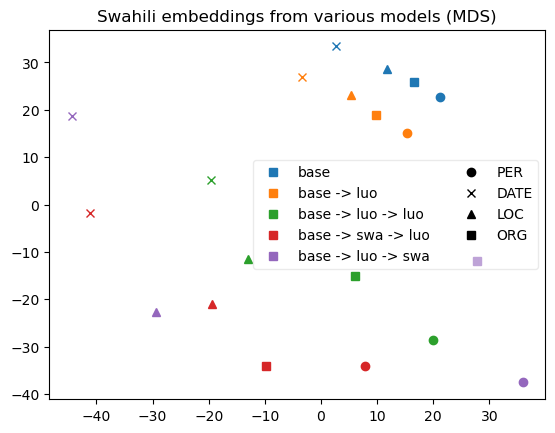 Swahili embeddings from various models (MDS)
30
20
10
0
−10
−20
−30
−40
base
base -> luo
base -> luo -> luo
base -> swa -> luo
base -> luo -> swa
PER
DATE
LOC
ORG
−40 −30 −20 −10 0 10 20 30